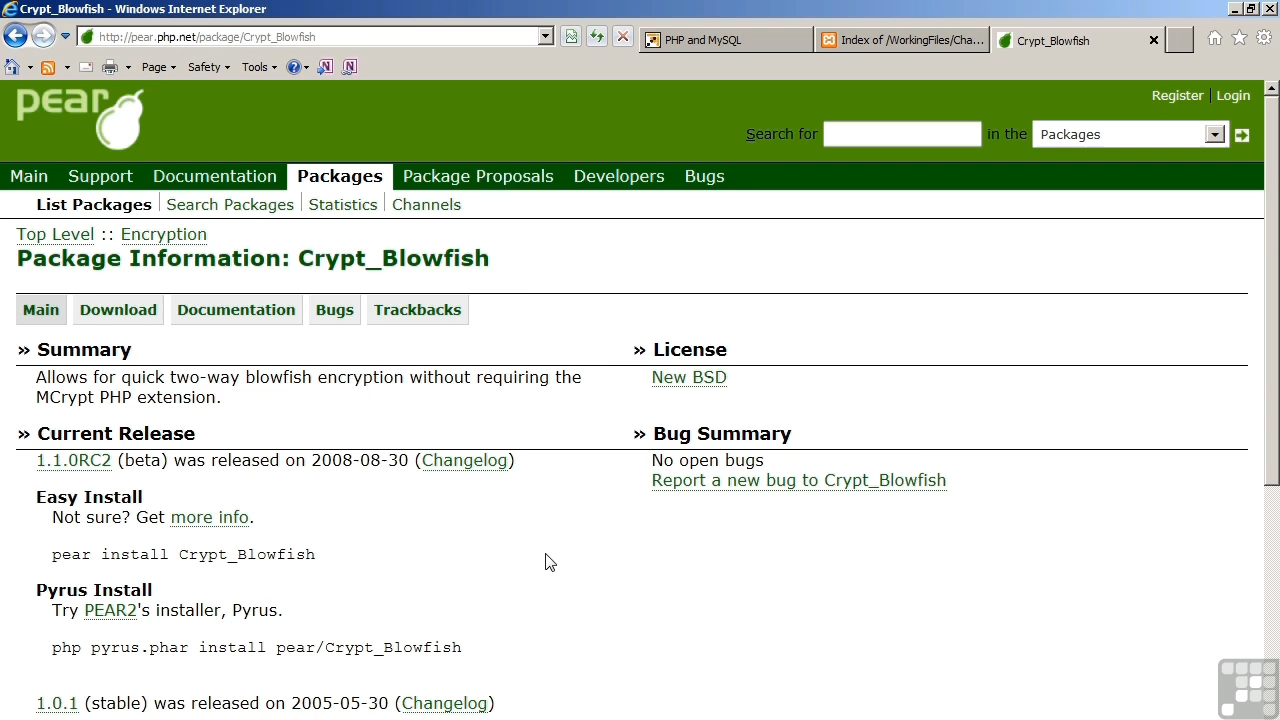 Crypt_Blowfish - Windows Internet Explorer
http://pear.php.net/package/Crypt_Blowfish
PHP and MySQL
Index of /WorkingFiles/Cha...
Crypt_Blowfish
Page
Safety
Tools
pear
Register
Login
Search for
in the
Packages
Main
Support
Documentation
Packages
Package Proposals
Developers
Bugs
List Packages
Search Packages
Statistics
Channels
Top Level :: Encryption
Package Information: Crypt_Blowfish
Main
Download
Documentation
Bugs
Trackbacks
» Summary
Allows for quick two-way blowfish encryption without requiring the
MCrypt PHP extension.
» License
New BSD
» Current Release
1.1.0RC2 (beta) was released on 2008-08-30 (Changelog)
Easy Install
Not sure? Get more info.
pear install Crypt_Blowfish
Pyrus Install
Try PEAR2's installer, Pyrus.
php pyrus.phar install pear/Crypt_Blowfish
1.0.1 (stable) was released on 2005-05-30 (Changelog)
» Bug Summary
No open bugs
Report a new bug to Crypt_Blowfish